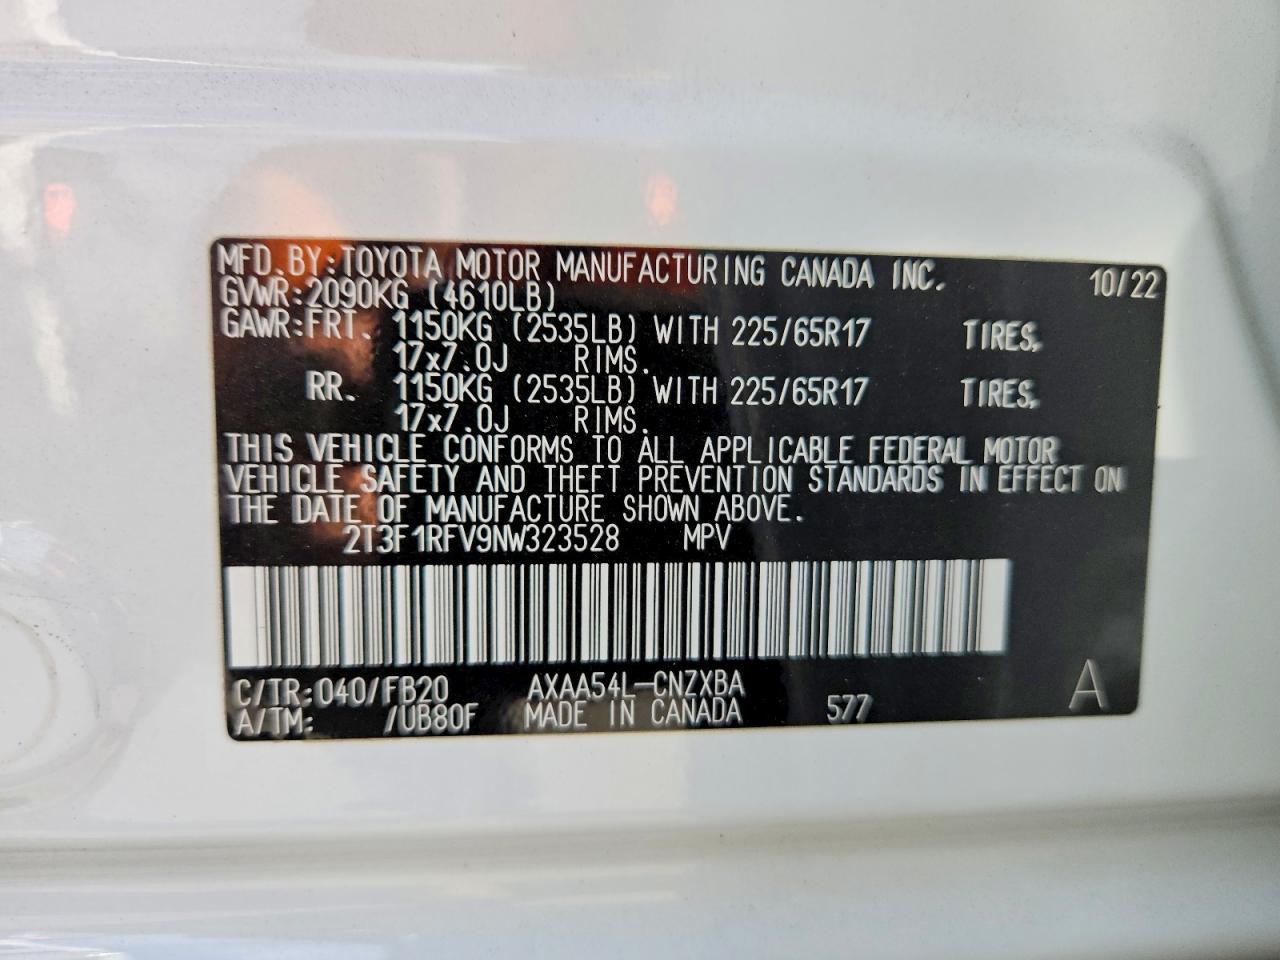 MFD.BY:TOYOTA MOTOR MANUFACTURING CANADA INC. 10/22
GVWR:2090KG (4610LB)
GAWR:FRT. 1150KG (2535LB) WITH 225/65R17 TIRES,
17x7.0J RIMS.
RR. 1150KG (2535LB) WITH 225/65R17 TIRES,
17x7.0J RIMS.
THIS VEHICLE CONFORMS TO ALL APPLICABLE FEDERAL MOTOR
VEHICLE SAFETY AND THEFT PREVENTION STANDARDS IN EFFECT ON
THE DATE OF MANUFACTURE SHOWN ABOVE.
2T3F1RFV9NW323528 MPV
C/TR:040/FB20 AXAA54L-CNZXBA
A/TM: /UB80F MADE IN CANADA 577 A